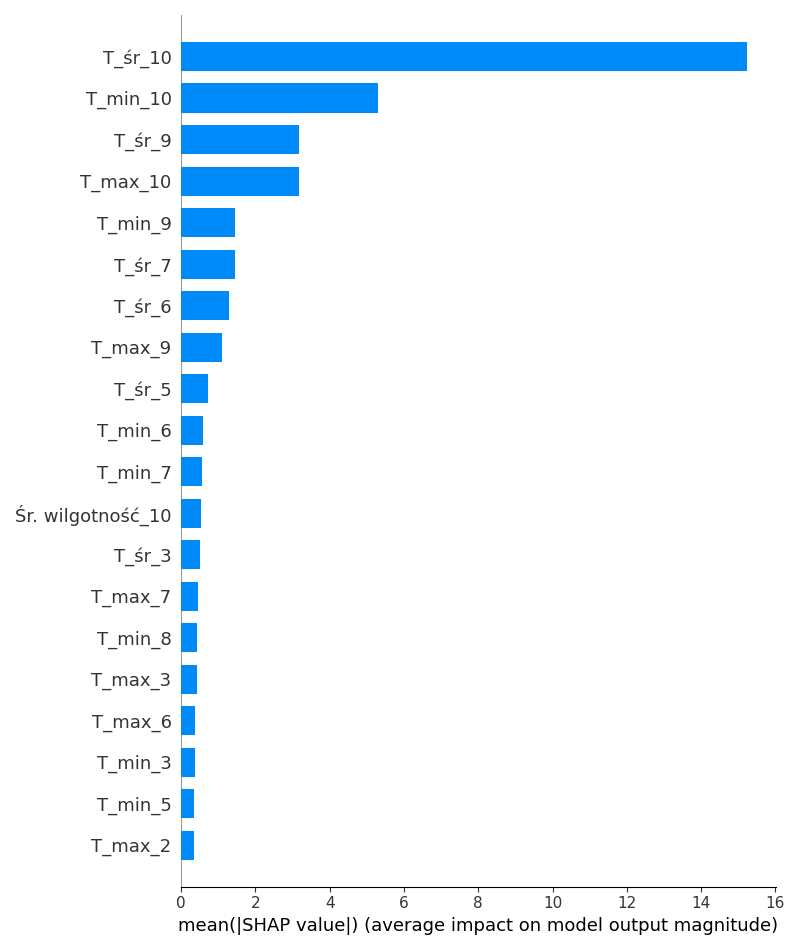 T_śr_10
T_min_10
T_śr_9
T_max_10
T_min_9
T_śr_7
T_śr_6
T_max_9
T_śr_5
T_min_6
T_min_7
Śr. wilgotność_10
T_śr_3
T_max_7
T_min_8
T_max_3
T_max_6
T_min_3
T_min_5
T_max_2
0 2 4 6 8 10 12 14 16
mean(|SHAP value|) (average impact on model output magnitude)